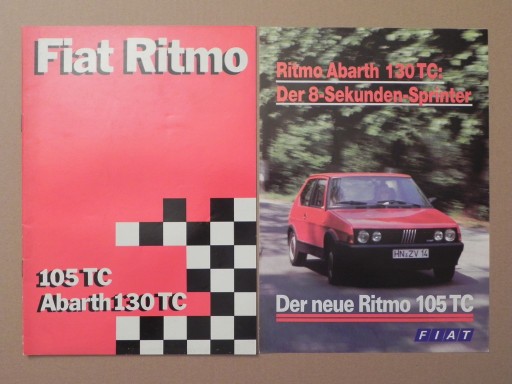 Fiat Ritmo
105 TC
Abarth 130 TC
Ritmo Abarth 130 TC:
Der 8-Sekunden-Sprinter
HN-ZV 14
Der neue Ritmo 105 TC
FIAT